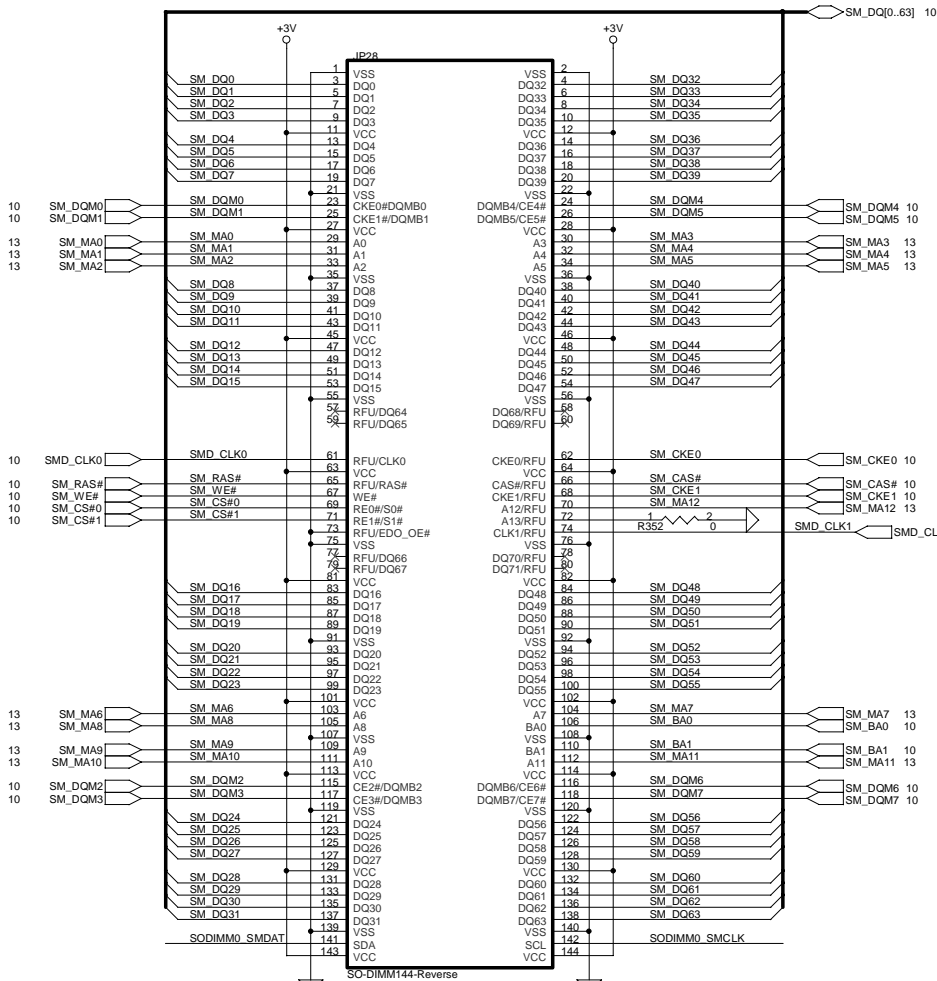 SM_DQ[0..63] 10
+3V +3V
JP28
1 VSS VSS 2
SM_DQ0 3 DQ0 DQ32 4 SM_DQ32
SM_DQ1 5 DQ1 DQ33 6 SM_DQ33
SM_DQ2 7 DQ2 DQ34 8 SM_DQ34
SM_DQ3 9 DQ3 DQ35 10 SM_DQ35
11 VCC VCC 12
SM_DQ4 13 DQ4 DQ36 14 SM_DQ36
SM_DQ5 15 DQ5 DQ37 16 SM_DQ37
SM_DQ6 17 DQ6 DQ38 18 SM_DQ38
SM_DQ7 19 DQ7 DQ39 20 SM_DQ39
21 VSS VSS 22
10 SM_DQM0 SM_DQM0 23 CKE0#DQMB0 DQMB4/CE4# 24 SM_DQM4 SM_DQM4 10
10 SM_DQM1 SM_DQM1 25 CKE1#/DQMB1 DQMB5/CE5# 26 SM_DQM5 SM_DQM5 10
27 VCC VCC 28
13 SM_MA0 SM_MA0 29 A0 A3 30 SM_MA3 SM_MA3 13
13 SM_MA1 SM_MA1 31 A1 A4 32 SM_MA4 SM_MA4 13
13 SM_MA2 SM_MA2 33 A2 A5 34 SM_MA5 SM_MA5 13
35 VSS VSS 36
SM_DQ8 37 DQ8 DQ40 38 SM_DQ40
SM_DQ9 39 DQ9 DQ41 40 SM_DQ41
SM_DQ10 41 DQ10 DQ42 42 SM_DQ42
SM_DQ11 43 DQ11 DQ43 44 SM_DQ43
45 VCC VCC 46
SM_DQ12 47 DQ12 DQ44 48 SM_DQ44
SM_DQ13 49 DQ13 DQ45 50 SM_DQ45
SM_DQ14 51 DQ14 DQ46 52 SM_DQ46
SM_DQ15 53 DQ15 DQ47 54 SM_DQ47
55 VSS VSS 56
57 RFU/DQ64 DQ68/RFU 58
59 RFU/DQ65 DQ69/RFU 60
10 SMD_CLK0 SMD_CLK0 61 RFU/CLK0 CKE0/RFU 62 SM_CKE0 SM_CKE0 10
63 VCC VCC 64
10 SM_RAS# SM_RAS# 65 RFU/RAS# CAS#/RFU 66 SM_CAS# SM_CAS# 10
10 SM_WE# SM_WE# 67 WE# CKE1/RFU 68 SM_CKE1 SM_CKE1 10
10 SM_CS#0 SM_CS#0 69 RE0#/S0# A12/RFU 70 SM_MA12 SM_MA12 13
10 SM_CS#1 SM_CS#1 71 RE1#/S1# A13/RFU 72 1 2 R352 0
73 RFU/EDO_OE# CLK1/RFU 74 SMD_CLK1 SMD_CL
75 VSS VSS 76
77 RFU/DQ66 DQ70/RFU 78
79 RFU/DQ67 DQ71/RFU 80
81 VCC VCC 82
SM_DQ16 83 DQ16 DQ48 84 SM_DQ48
SM_DQ17 85 DQ17 DQ49 86 SM_DQ49
SM_DQ18 87 DQ18 DQ50 88 SM_DQ50
SM_DQ19 89 DQ19 DQ51 90 SM_DQ51
91 VSS VSS 92
SM_DQ20 93 DQ20 DQ52 94 SM_DQ52
SM_DQ21 95 DQ21 DQ53 96 SM_DQ53
SM_DQ22 97 DQ22 DQ54 98 SM_DQ54
SM_DQ23 99 DQ23 DQ55 100 SM_DQ55
101 VCC VCC 102
13 SM_MA6 SM_MA6 103 A6 A7 104 SM_MA7 SM_MA7 13
13 SM_MA8 SM_MA8 105 A8 BA0 106 SM_BA0 SM_BA0 10
107 VSS VSS 108
13 SM_MA9 SM_MA9 109 A9 BA1 110 SM_BA1 SM_BA1 10
13 SM_MA10 SM_MA10 111 A10 A11 112 SM_MA11 SM_MA11 13
113 VCC VCC 114
10 SM_DQM2 SM_DQM2 115 CE2#/DQMB2 DQMB6/CE6# 116 SM_DQM6 SM_DQM6 10
10 SM_DQM3 SM_DQM3 117 CE3#/DQMB3 DQMB7/CE7# 118 SM_DQM7 SM_DQM7 10
119 VSS VSS 120
SM_DQ24 121 DQ24 DQ56 122 SM_DQ56
SM_DQ25 123 DQ25 DQ57 124 SM_DQ57
SM_DQ26 125 DQ26 DQ58 126 SM_DQ58
SM_DQ27 127 DQ27 DQ59 128 SM_DQ59
129 VCC VCC 130
SM_DQ28 131 DQ28 DQ60 132 SM_DQ60
SM_DQ29 133 DQ29 DQ61 134 SM_DQ61
SM_DQ30 135 DQ30 DQ62 136 SM_DQ62
SM_DQ31 137 DQ31 DQ63 138 SM_DQ63
139 VSS VSS 140
SODIMM0_SMDAT 141 SDA SCL 142 SODIMM0_SMCLK
143 VCC VCC 144
SO-DIMM144-Reverse